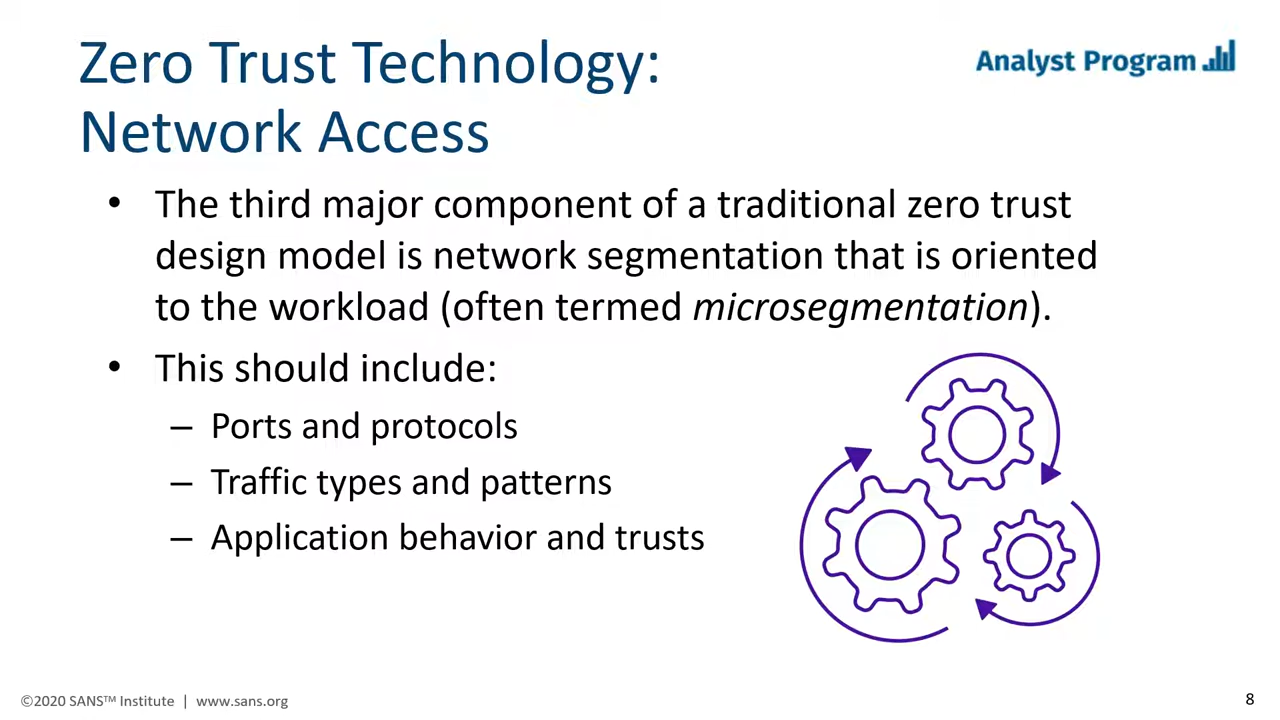 Zero Trust Technology:
Network Access
Analyst Program
• The third major component of a traditional zero trust
design model is network segmentation that is oriented
to the workload (often termed microsegmentation).
• This should include:
– Ports and protocols
– Traffic types and patterns
– Application behavior and trusts
©2020 SANS™ Institute | www.sans.org
8